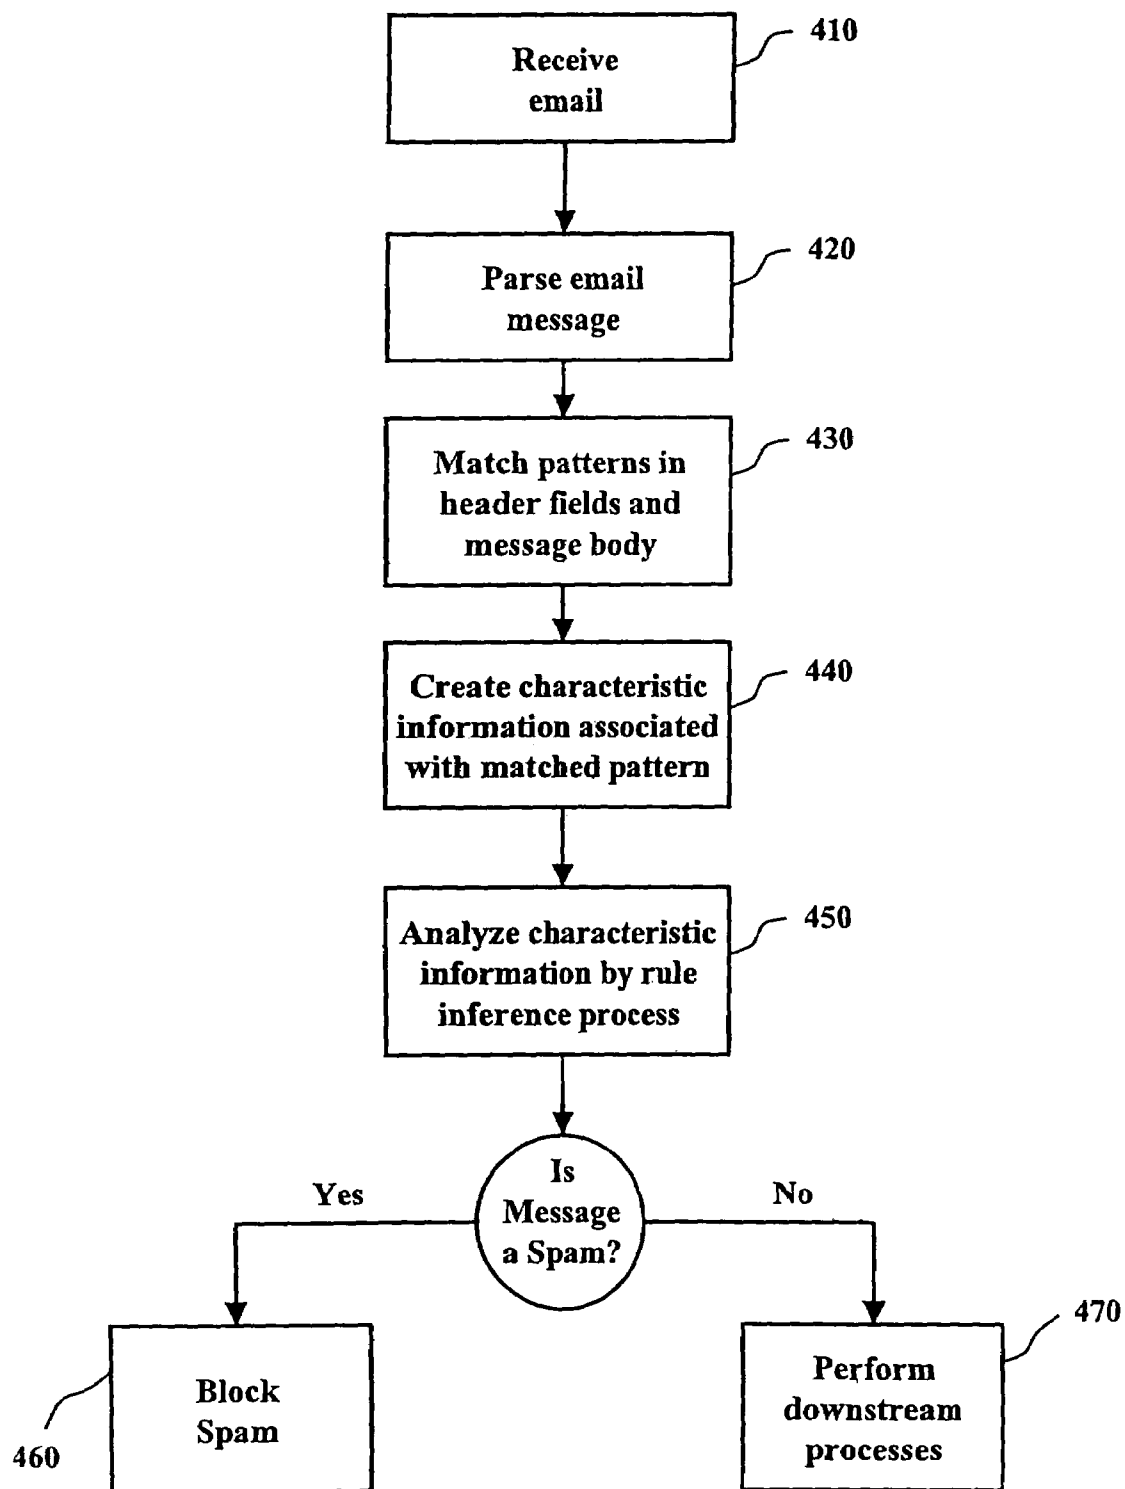 410
Receive
email
420
Parse email
message
430
Match patterns in
header fields and
message body
440
Create characteristic
information associated
with matched pattern
450
Analyze characteristic
information by rule
inference process
Is
Message
a Spam?
Yes
No
460
Block
Spam
470
Perform
downstream
processes